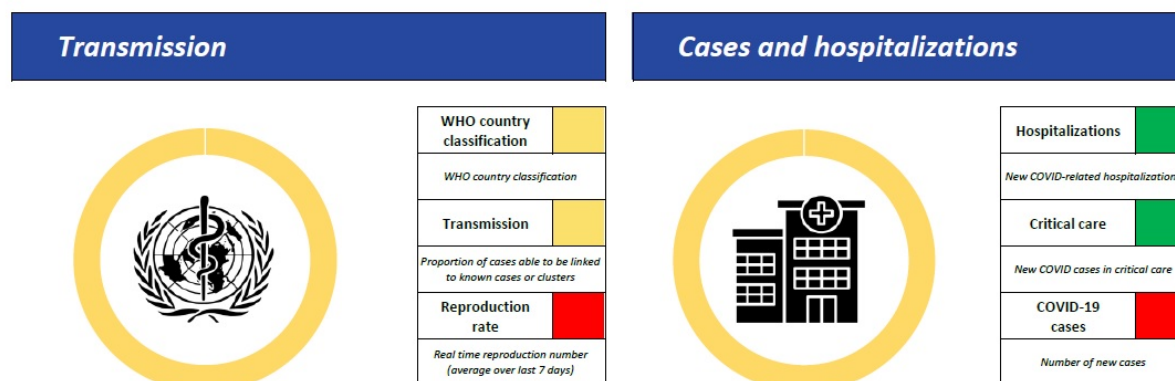 Transmission
WHO country
classification
WHO country classification
Transmission
Proportion of cases able to be linked
to known cases or clusters
Reproduction
rate
Real time reproduction number
(average over last 7 days)
Cases and hospitalizations
Hospitalizations
New COVID-related hospitalization
Critical care
New COVID cases in critical care
COVID-19
cases
Number of new cases